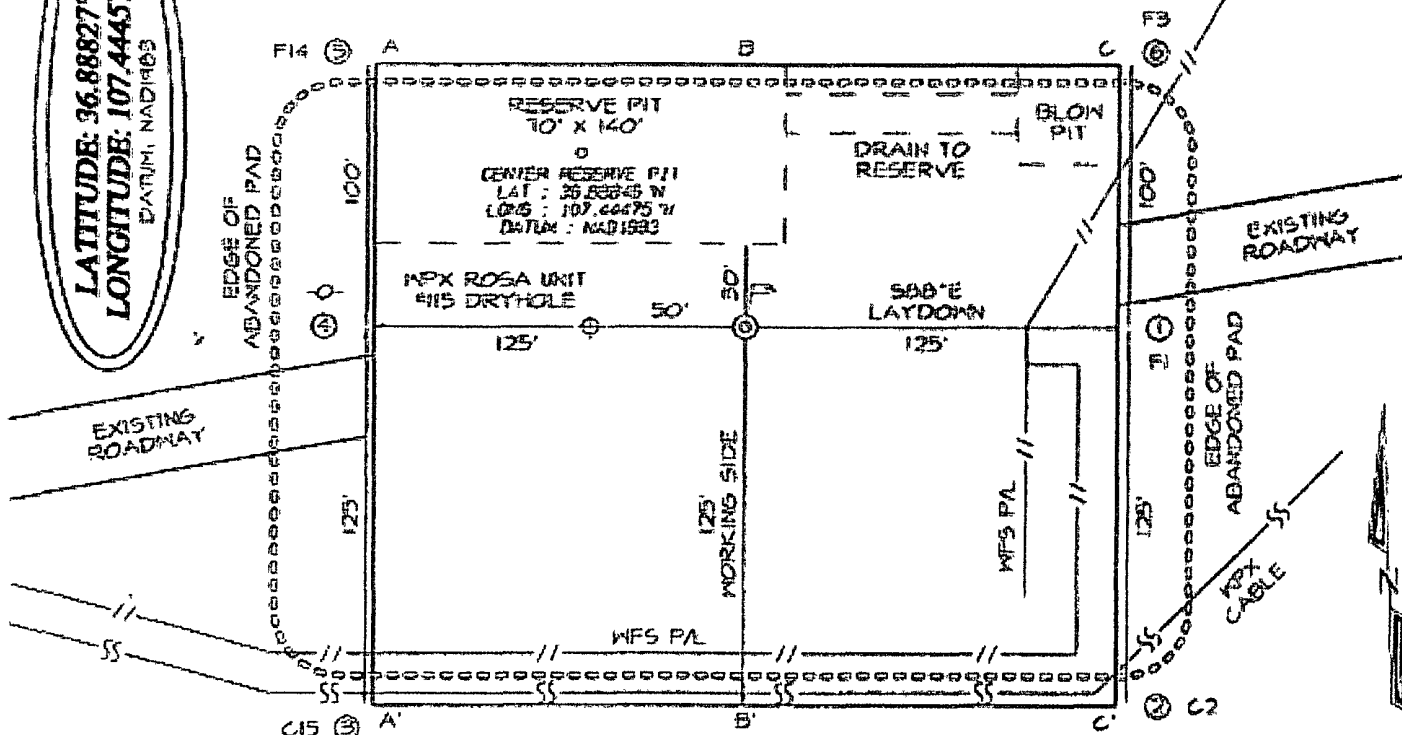 LATITUDE: 36.88827
LONGITUDE: 107.4445
DATUM: NAD1983
F14 5
A
B
C
F3
6
RESERVE PIT
70' X 140'
CENTER RESERVE PIT
LAT : N
LONG : 107.44475 W
DATUM : NAD1983
DRAIN TO
RESERVE
BLOW
PIT
100'
100'
EDGE OF
ABANDONED PAD
EXISTING
ROADWAY
WPX ROSA UNIT
#115 DRYHOLE
50'
30'
S88°E
LAYDOWN
4
125'
125'
1
EXISTING
ROADWAY
EDGE OF
ABANDONED PAD
125'
125'
WORKING SIDE
WFS P/L
125'
WPX
CABLE
N
WFS P/L
C15 3
A'
B'
C'
2 C2